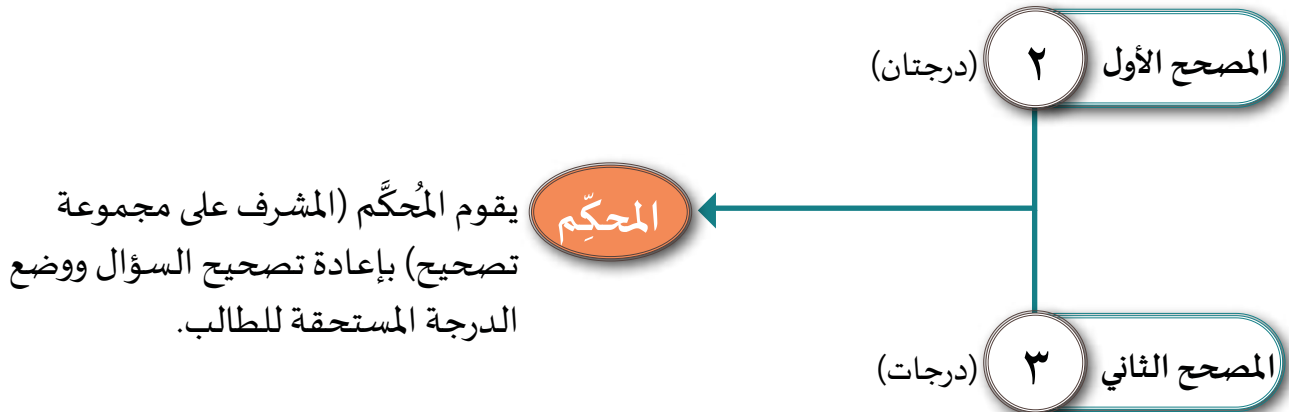 المصحح الأول ٢ (درجتان)
المحكِّم
يقوم المُحكَّم (المشرف على مجموعة
تصحيح) بإعادة تصحيح السؤال ووضع
الدرجة المستحقة للطالب.
المصحح الثاني ٣ (درجات)